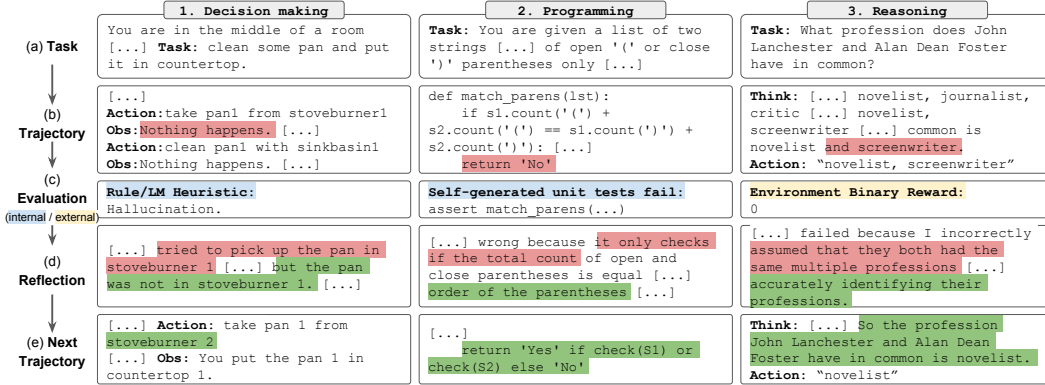 1. Decision making
2. Programming
3. Reasoning
(a) Task
You are in the middle of a room
[...] Task: clean some pan and put
it in countertop.
Task: You are given a list of two
strings [...] of open '(' or close
')' parentheses only [...]
Task: What profession does John
Lanchester and Alan Dean Foster
have in common?
(b)
Trajectory
[...]
Action:take pan1 from stoveburner1
Obs:Nothing happens. [...]
Action:clean pan1 with sinkbasin1
Obs:Nothing happens. [...]
def match_parens(lst):
if s1.count('(') +
s2.count('(') == s1.count(')') +
s2.count(')'): [...]
return 'No'
Think: [...] novelist, journalist,
critic [...] novelist,
screenwriter [...] common is
novelist and screenwriter.
Action: “novelist, screenwriter”
(c)
Evaluation
(internal / external)
Rule/LM Heuristic:
Hallucination.
Self-generated unit tests fail:
assert match_parens(...)
Environment Binary Reward:
0
(d)
Reflection
[...] tried to pick up the pan in
stoveburner 1 [...] but the pan
was not in stoveburner 1. [...]
[...] wrong because it only checks
if the total count of open and
close parentheses is equal [...]
order of the parentheses [...]
[...] failed because I incorrectly
assumed that they both had the
same multiple professions [...]
accurately identifying their
professions.
(e) Next
Trajectory
[...] Action: take pan 1 from
stoveburner 2
[...] Obs: You put the pan 1 in
countertop 1.
[...]
return 'Yes' if check(S1) or
check(S2) else 'No'
Think: [...] So the profession
John Lanchester and Alan Dean
Foster have in common is novelist.
Action: “novelist”